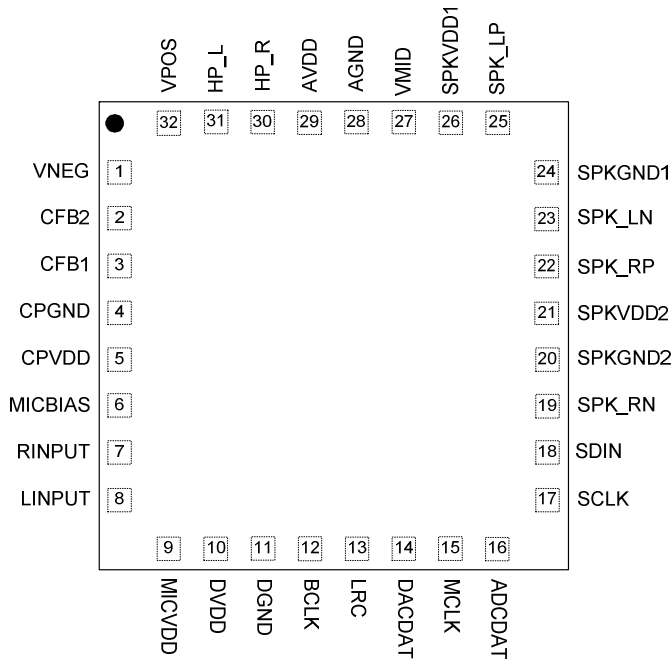 VPOS HP_L HP_R AVDD AGND VMID SPKVDD1 SPK_LP
32 31 30 29 28 27 26 25
VNEG 1 24 SPKGND1
CFB2 2 23 SPK_LN
CFB1 3 22 SPK_RP
CPGND 4 21 SPKVDD2
CPVDD 5 20 SPKGND2
MICBIAS 6 19 SPK_RN
RINPUT 7 18 SDIN
LINPUT 8 17 SCLK
9 10 11 12 13 14 15 16
MICVDD DVDD DGND BCLK LRC DACDAT MCLK ADCDAT